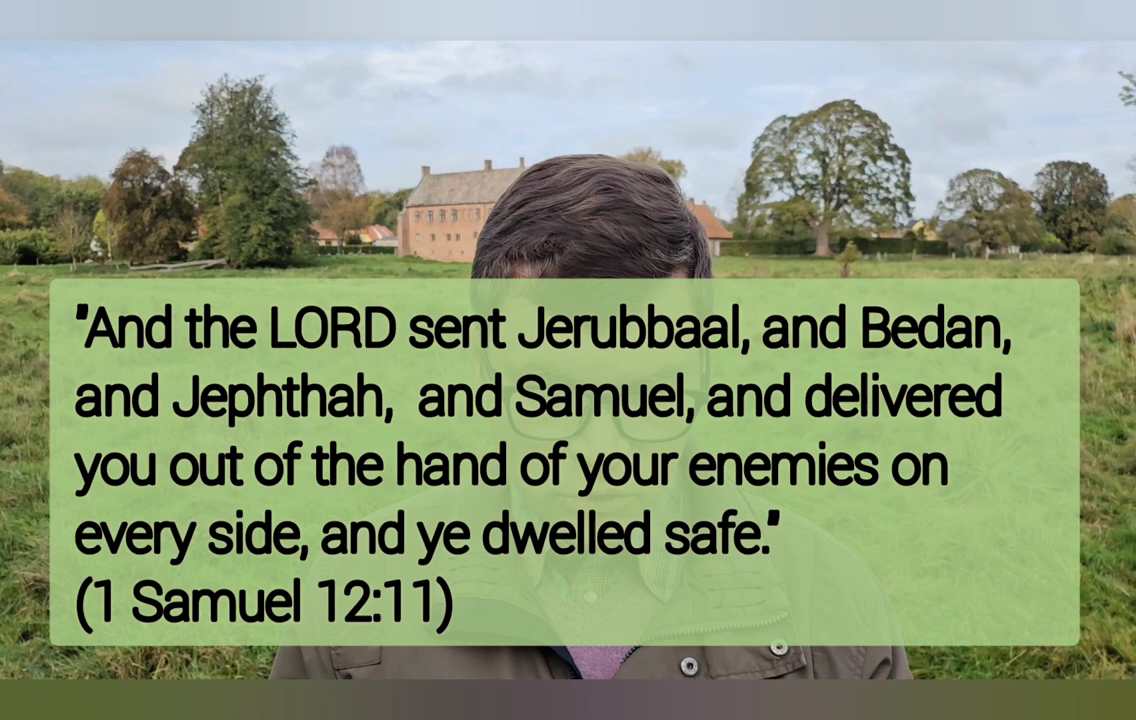 "And the LORD sent Jerubbaal, and Bedan,
and Jephthah, and Samuel, and delivered
you out of the hand of your enemies on
every side, and ye dwelled safe."
(1 Samuel 12:11)